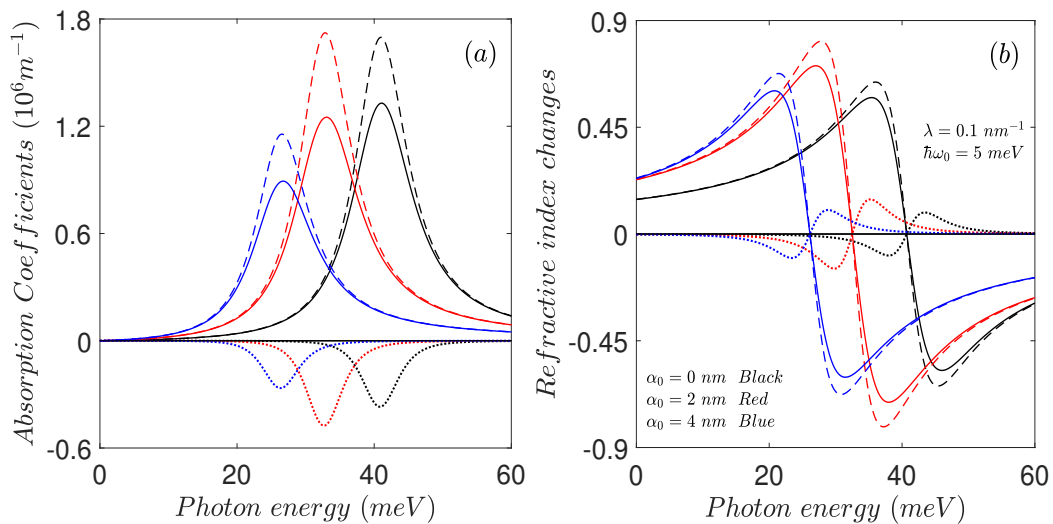 Absorption Coefficients (10⁶m⁻¹)
1.8
1.2
0.6
0
-0.6
(a)
0
20
40
60
Photon energy (meV)
Refractive index changes
0.9
0.45
0
-0.45
-0.9
(b)
λ = 0.1 nm⁻¹
ℏω₀ = 5 meV
α₀ = 0 nm Black
α₀ = 2 nm Red
α₀ = 4 nm Blue
0
20
40
60
Photon energy (meV)